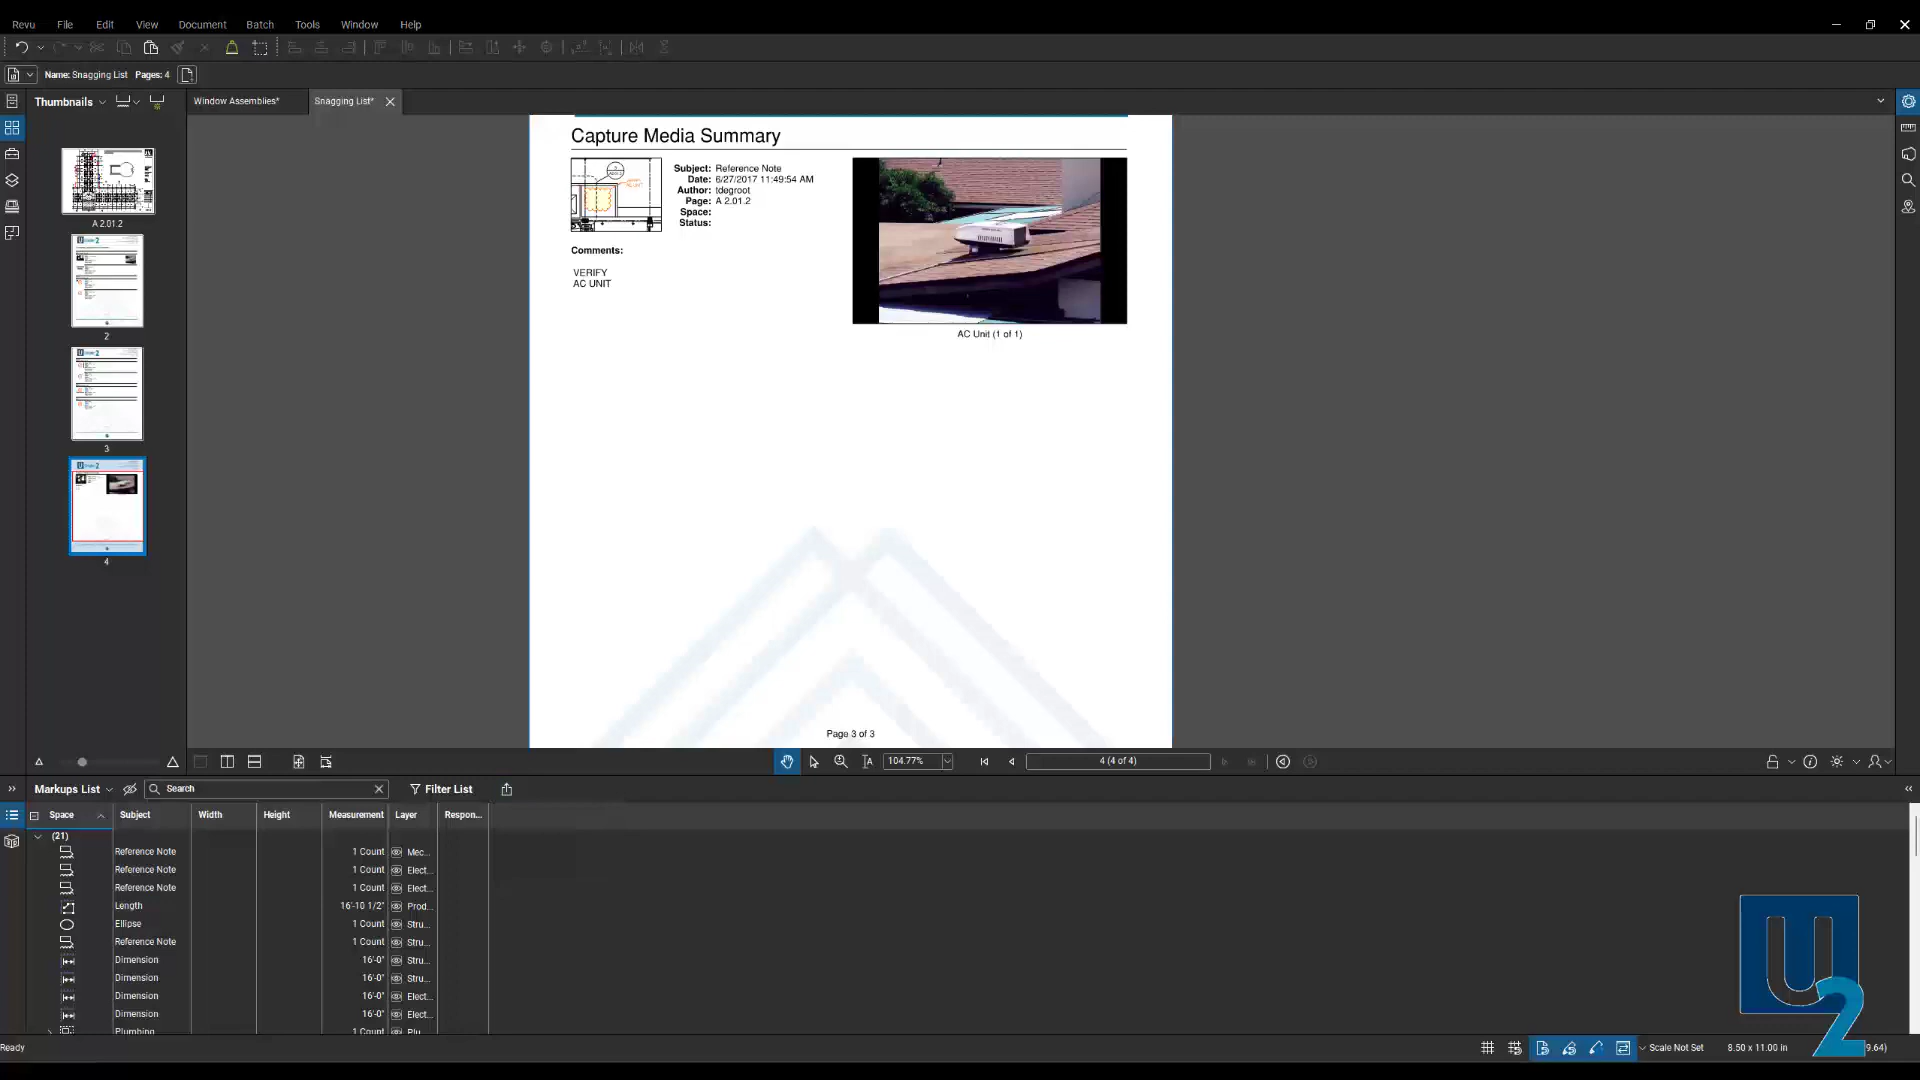 Revu File Edit View Document Batch Tools Window Help
Name: Snagging List Pages: 4
Thumbnails
Window Assemblies*
Snagging List*
A 2.01.2
2
3
4
Capture Media Summary
Subject: Reference Note
Date: 6/27/2017 11:49:54 AM
Author: tdegroot
Page: A 2.01.2
Space:
Status:
Comments:
VERIFY
AC UNIT
AC Unit (1 of 1)
Page 3 of 3
104.77%
4 (4 of 4)
Markups List
Search
Filter List
Space Subject Width Height Measurement Layer Respon...
(21)
Reference Note 1 Count Mec...
Reference Note 1 Count Elect...
Reference Note 1 Count Elect...
Length 16'-10 1/2" Prod...
Ellipse 1 Count Stru...
Reference Note 1 Count Stru...
Dimension 16'-0" Stru...
Dimension 16'-0" Stru...
Dimension 16'-0" Elect...
Dimension 16'-0" Elect...
Plumbing 1 Count Plu...
Ready
Scale Not Set
8.50 x 11.00 in
9.64)
U2